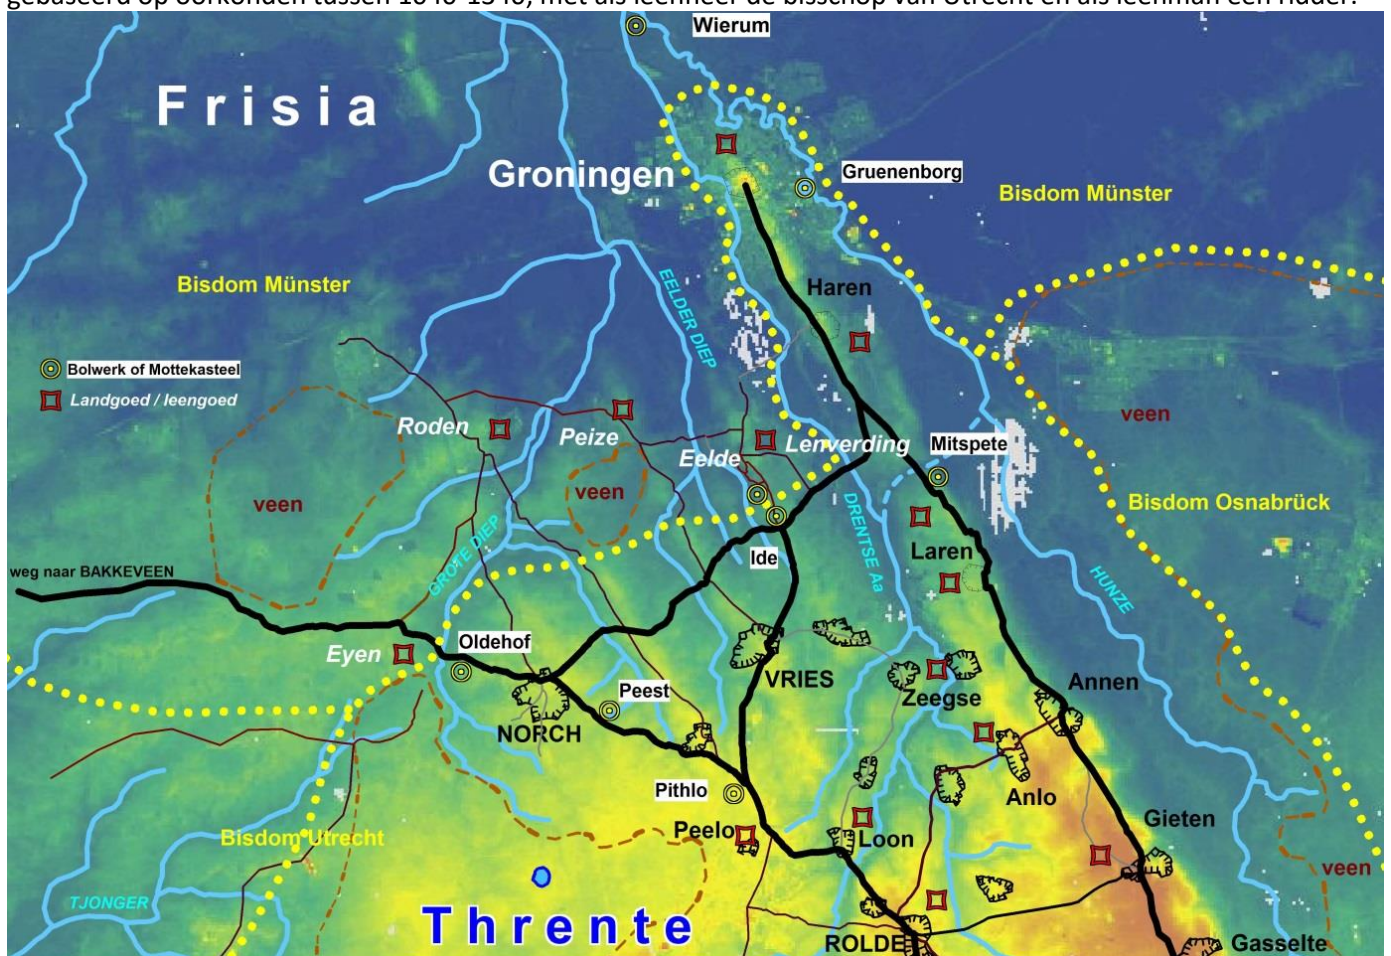 gebaseerd op oorkonden tussen 1040-1340, met als leenheer de bisschop van Utrecht en als leenman een ridder.
Wierum
Frisia
Groningen
Gruenenborg
Bisdom Münster
Bisdom Münster
Haren
EELDER DIEP
Bolwerk of Mottekasteel
Landgoed / leengoed
Roden
Peize
Eelde
Lenverding
Mitspete
veen
veen
veen
Bisdom Osnabrück
DRENTSE Aa
GROTE DIEP
Ide
Laren
HUNZE
weg naar BAKKEVEEN
Eyen
Oldehof
Peest
NORCH
VRIES
Zeegse
Annen
Pithlo
Peelo
Loon
Anlo
Gieten
Bisdom Utrecht
veen
TJONGER
Thrente
ROLDE
Gasselte